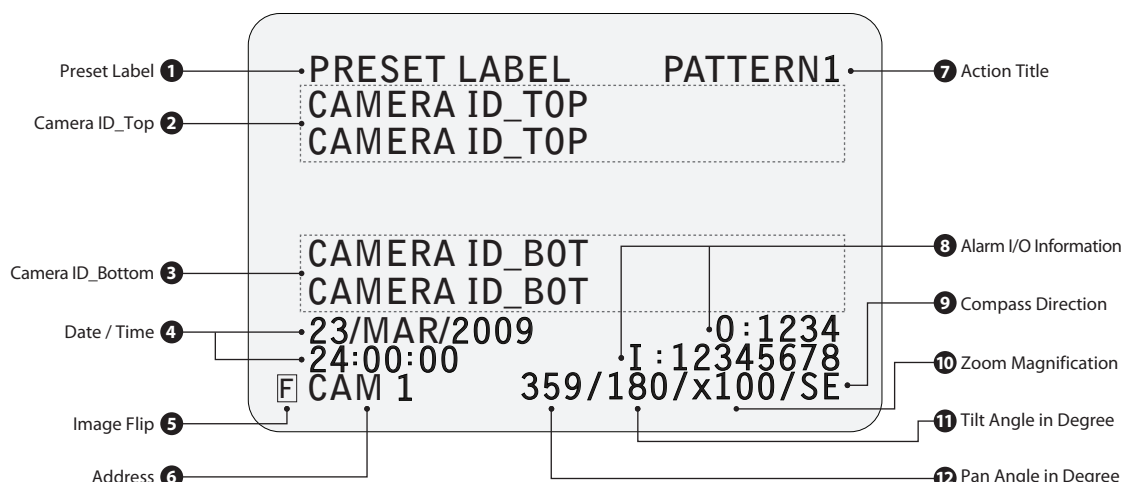 Preset Label 1
PRESET LABEL PATTERN1
7 Action Title
Camera ID_Top 2
CAMERA ID_TOP
CAMERA ID_TOP
Camera ID_Bottom 3
CAMERA ID_BOT
CAMERA ID_BOT
8 Alarm I/O Information
9 Compass Direction
Date / Time 4
23/MAR/2009 O:1234
24:00:00 I:12345678
10 Zoom Magnification
F CAM 1 359/180/x100/SE
Image Flip 5
11 Tilt Angle in Degree
Address 6
12 Pan Angle in Degree